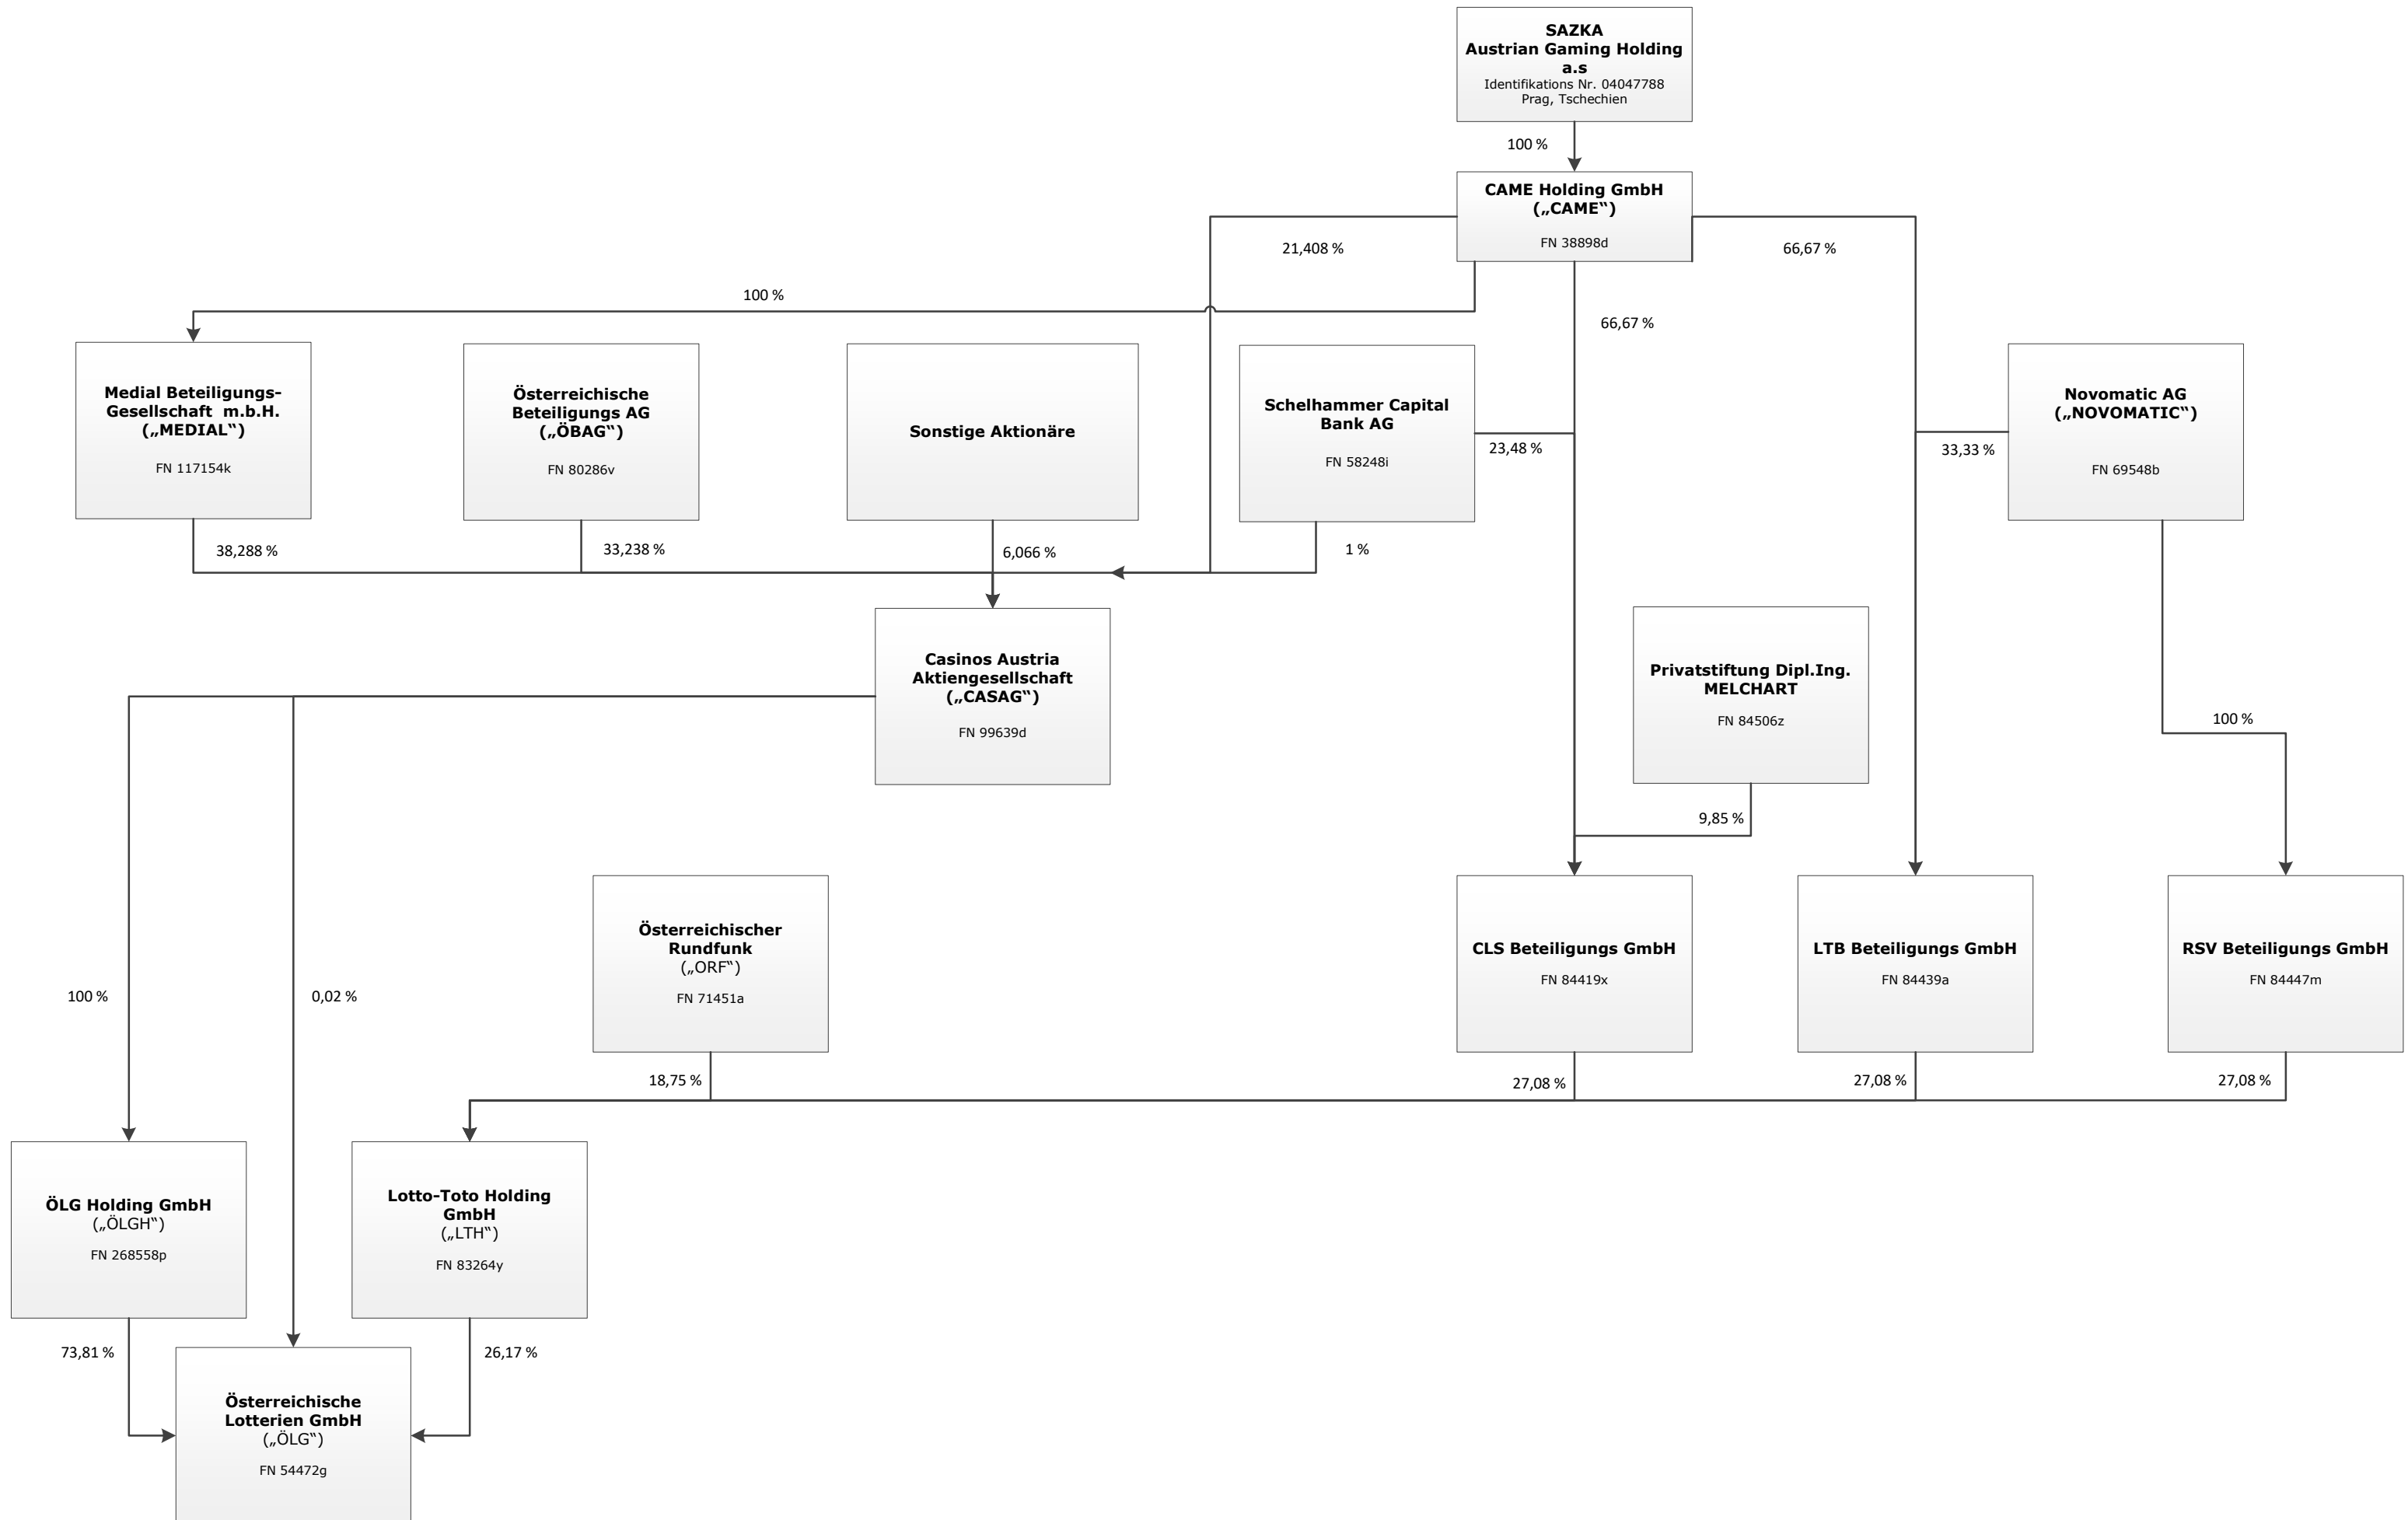 SAZKA
Austrian Gaming Holding
a.s
Identifikations Nr. 04047788
Prag, Tschechien
100 %
CAME Holding GmbH
(„CAME“)
FN 38898d
21,408 %
66,67 %
100 %
66,67 %
Medial Beteiligungs-
Gesellschaft m.b.H.
(„MEDIAL“)
FN 117154k
Österreichische
Beteiligungs AG
(„ÖBAG“)
FN 80286v
Sonstige Aktionäre
Schelhammer Capital
Bank AG
FN 58248i
Novomatic AG
(„NOVOMATIC“)
FN 69548b
23,48 %
33,33 %
38,288 %
33,238 %
6,066 %
1 %
Casinos Austria
Aktiengesellschaft
(„CASAG“)
FN 99639d
Privatstiftung Dipl.Ing.
MELCHART
FN 84506z
100 %
9,85 %
Österreichischer
Rundfunk
(„ORF“)
FN 71451a
CLS Beteiligungs GmbH
FN 84419x
LTB Beteiligungs GmbH
FN 84439a
RSV Beteiligungs GmbH
FN 84447m
100 %
0,02 %
18,75 %
27,08 %
27,08 %
27,08 %
ÖLG Holding GmbH
(„ÖLGH“)
FN 268558p
Lotto-Toto Holding
GmbH
(„LTH“)
FN 83264y
73,81 %
26,17 %
Österreichische
Lotterien GmbH
(„ÖLG“)
FN 54472g